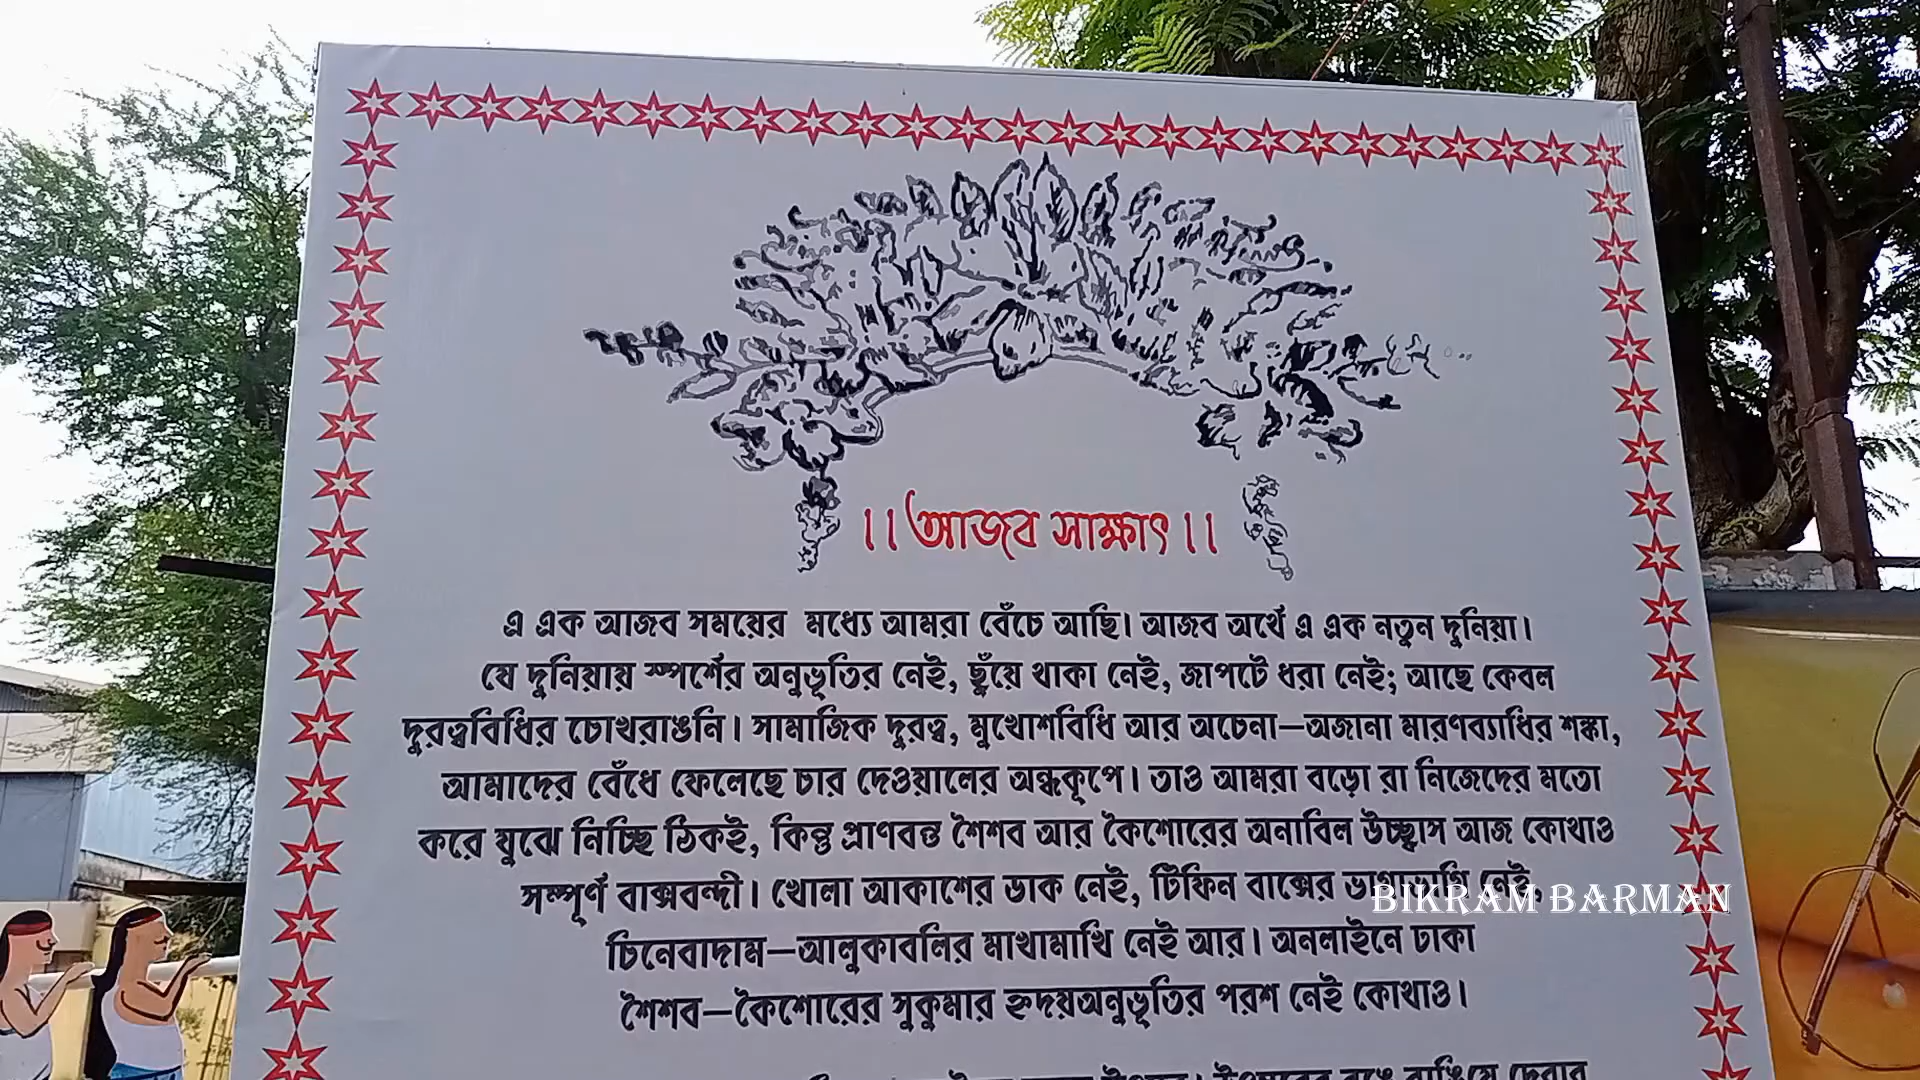 ।। আজব সাক্ষাৎ ।।
এ এক আজব সময়ের মধ্যে আমরা বেঁচে আছি। আজব অর্থে এ এক নতুন দুনিয়া।
যে দুনিয়ায় স্পর্শের অনুভূতির নেই, ছুঁয়ে থাকা নেই, জাপটে ধরা নেই; আছে কেবল
দুরত্ববিধির চোখরাঙনি। সামাজিক দুরত্ব, মুখোশবিধি আর অচেনা—অজানা মারণব্যাধির শঙ্কা,
আমাদের বেঁধে ফেলেছে চার দেওয়ালের অন্ধকূপে। তাও আমরা বড়ো রা নিজেদের মতো
করে যুঝে নিচ্ছি ঠিকই, কিন্তু প্রাণবন্ত শৈশব আর কৈশোরের অনাবিল উচ্ছ্বাস আজ কোথাও
সম্পূর্ণ বাক্সবন্দী। খোলা আকাশের ডাক নেই, টিফিন বাক্সের ভাগাভাগি নেই,
BIKRAM BARMAN
চিনেবাদাম—আলুকাবলির মাখামাখি নেই আর। অনলাইনে ঢাকা
শৈশব—কৈশোরের সুকুমার হৃদয়অনুভূতির পরশ নেই কোথাও।